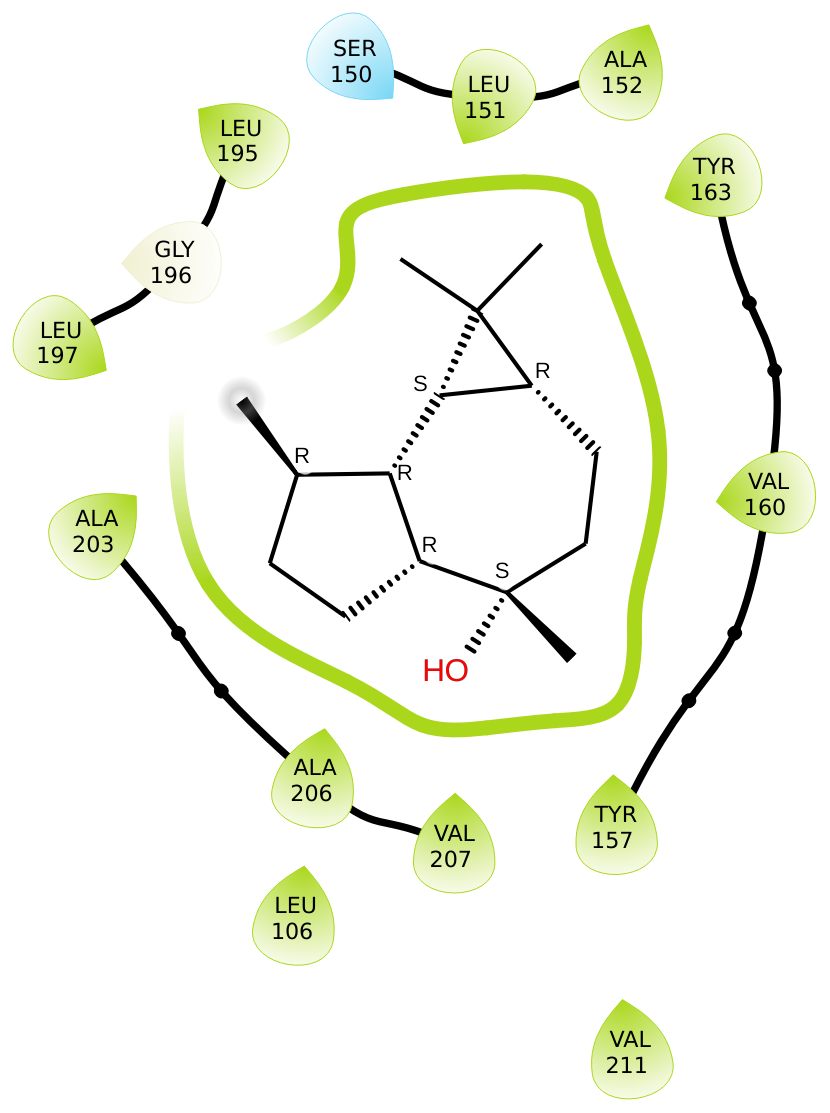 SER
150
LEU
151
ALA
152
LEU
195
TYR
163
GLY
196
LEU
197
S
R
R
R
VAL
160
ALA
203
R
S
HO
ALA
206
VAL
207
TYR
157
LEU
106
VAL
211